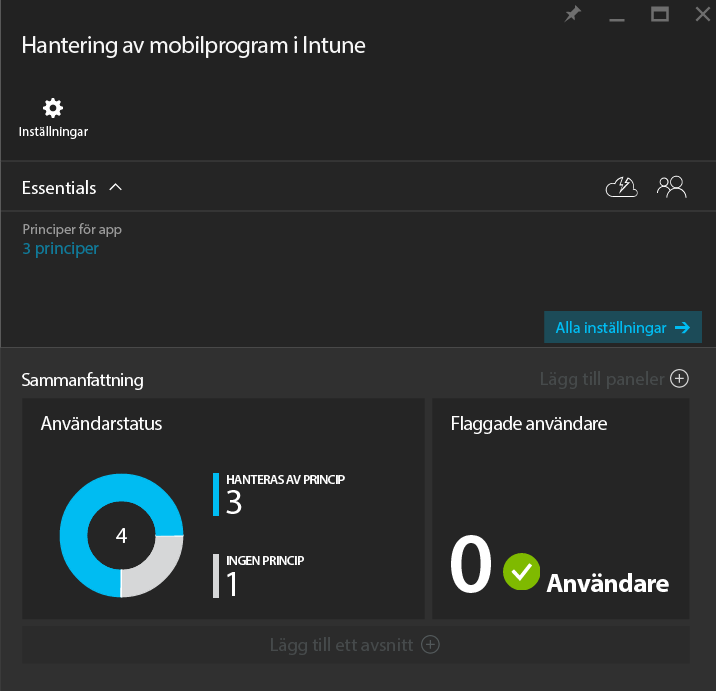 Hantering av mobilprogram i Intune
Inställningar
Essentials
Principer för app
3 principer
Alla inställningar
Sammanfattning
Lägg till paneler
Användarstatus
4
HANTERAS AV PRINCIP
3
INGEN PRINCIP
1
Flaggade användare
0 Användare
Lägg till ett avsnitt